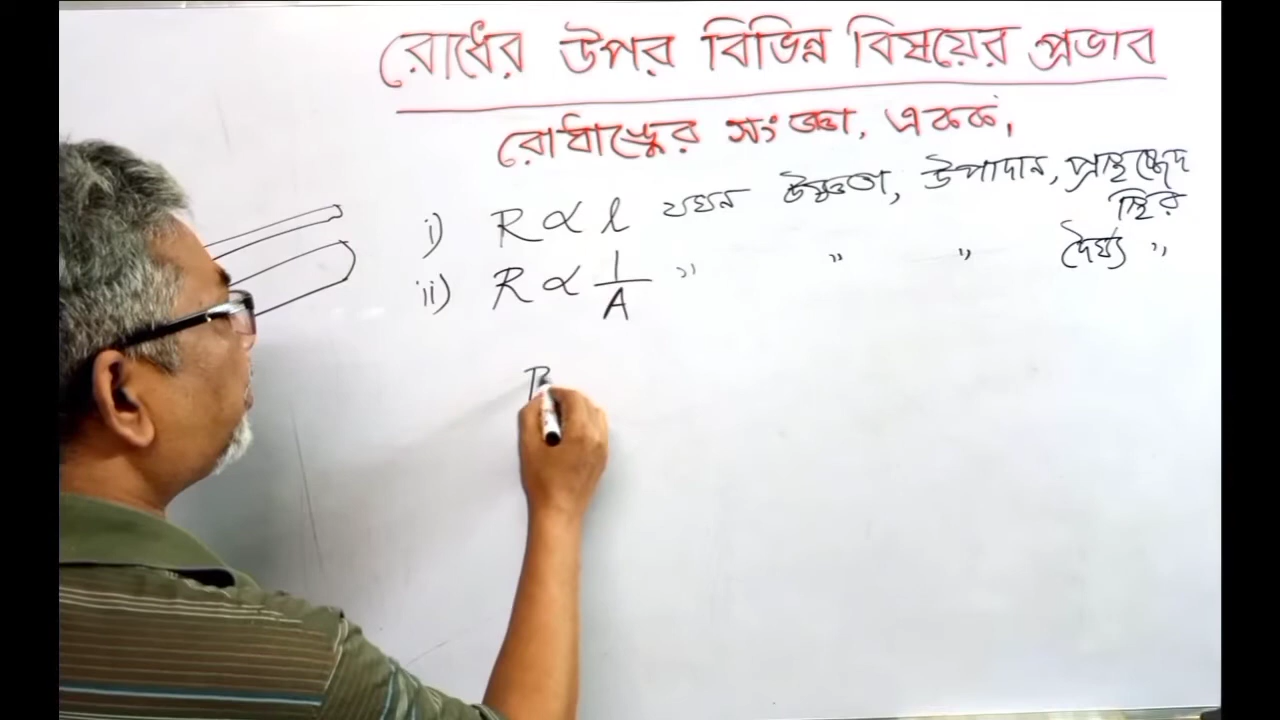 রোধের উপর বিভিন্ন বিষয়ের প্রভাব
রোধাঙ্কের সংজ্ঞা, একক,
i) R ∝ l যখন উষ্ণতা, উপাদান, প্রস্থচ্ছেদ স্থির
ii) R ∝ 1/A " " " দৈর্ঘ্য "
R